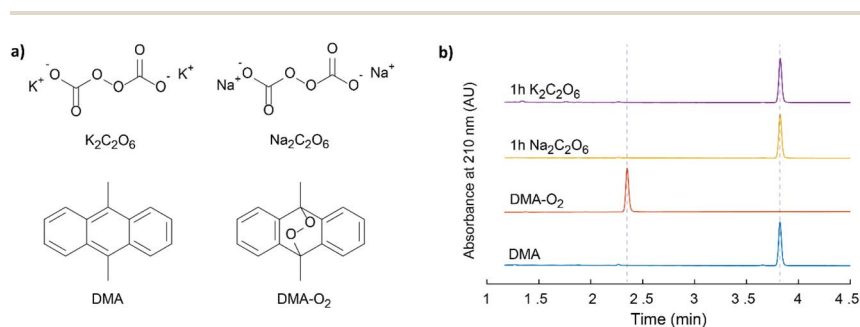 a)
K⁺ ⁻O O O O O O⁻ K⁺
K₂C₂O₆
Na⁺ ⁻O O O O O O⁻ Na⁺
Na₂C₂O₆
DMA
O O
DMA-O₂
b)
Absorbance at 210 nm (AU)
1h K₂C₂O₆
1h Na₂C₂O₆
DMA-O₂
DMA
1 1.5 2 2.5 3 3.5 4 4.5
Time (min)